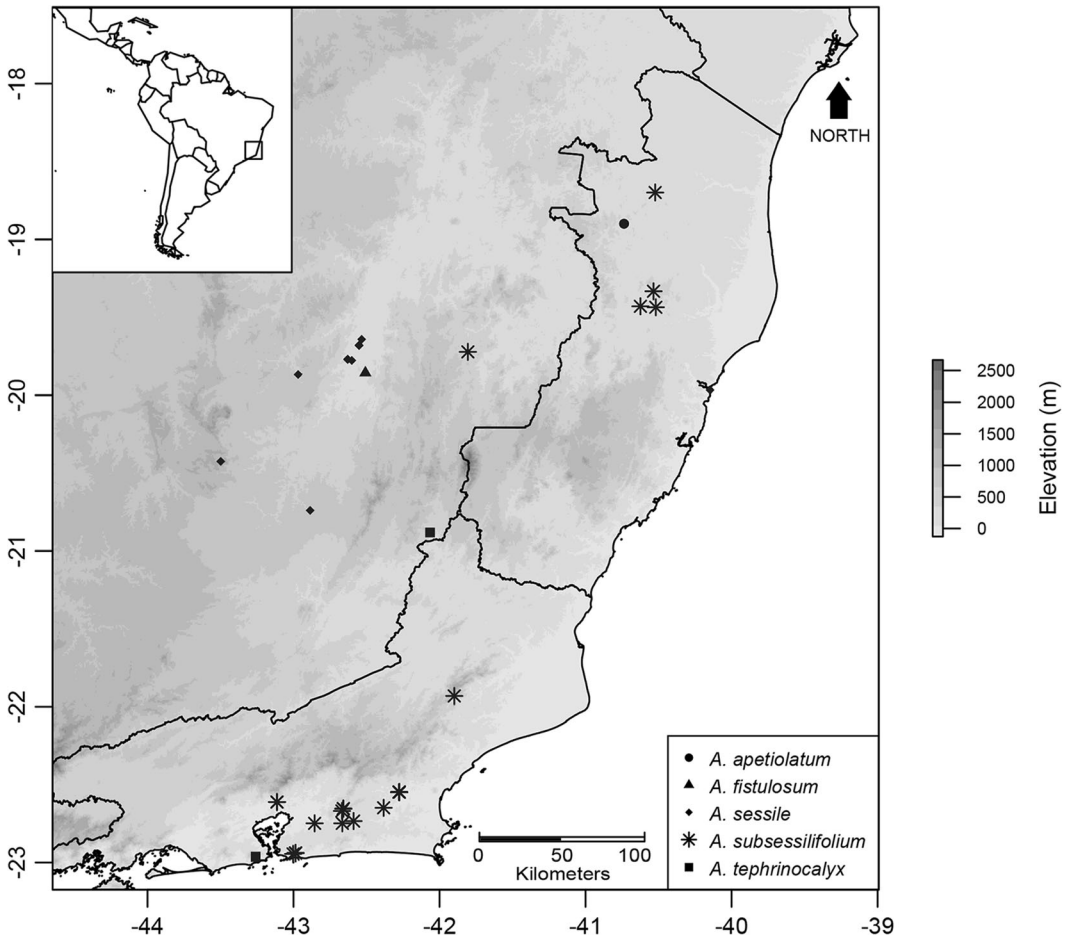 -18
-19
-20
-21
-22
-23
NORTH
2500
2000
1500
1000
500
0
Elevation (m)
A. apetiolatum
A. fistulosum
A. sessile
A. subsessilifolium
A. tephrinocalyx
0 50 100
Kilometers
-44 -43 -42 -41 -40 -39